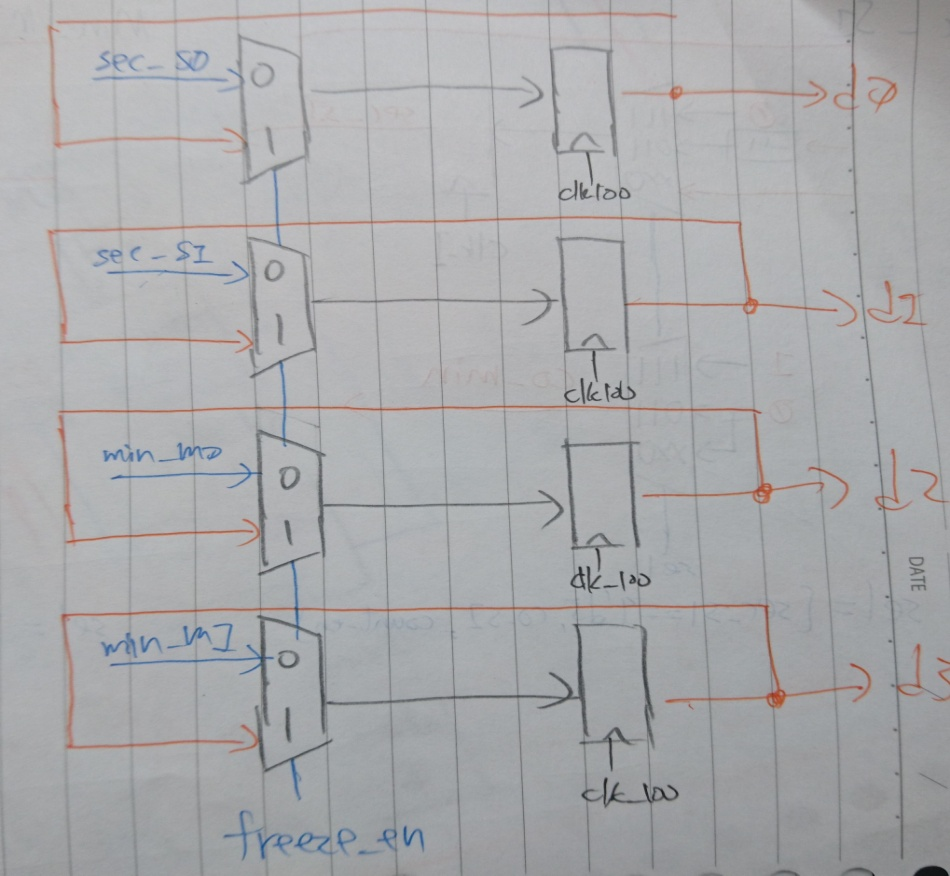 sec_S0
0
1
clk100
d0
sec_S1
0
1
clk100
d1
min_m0
0
1
clk_100
d2
DATE
min_m1
0
1
clk_100
freeze_en